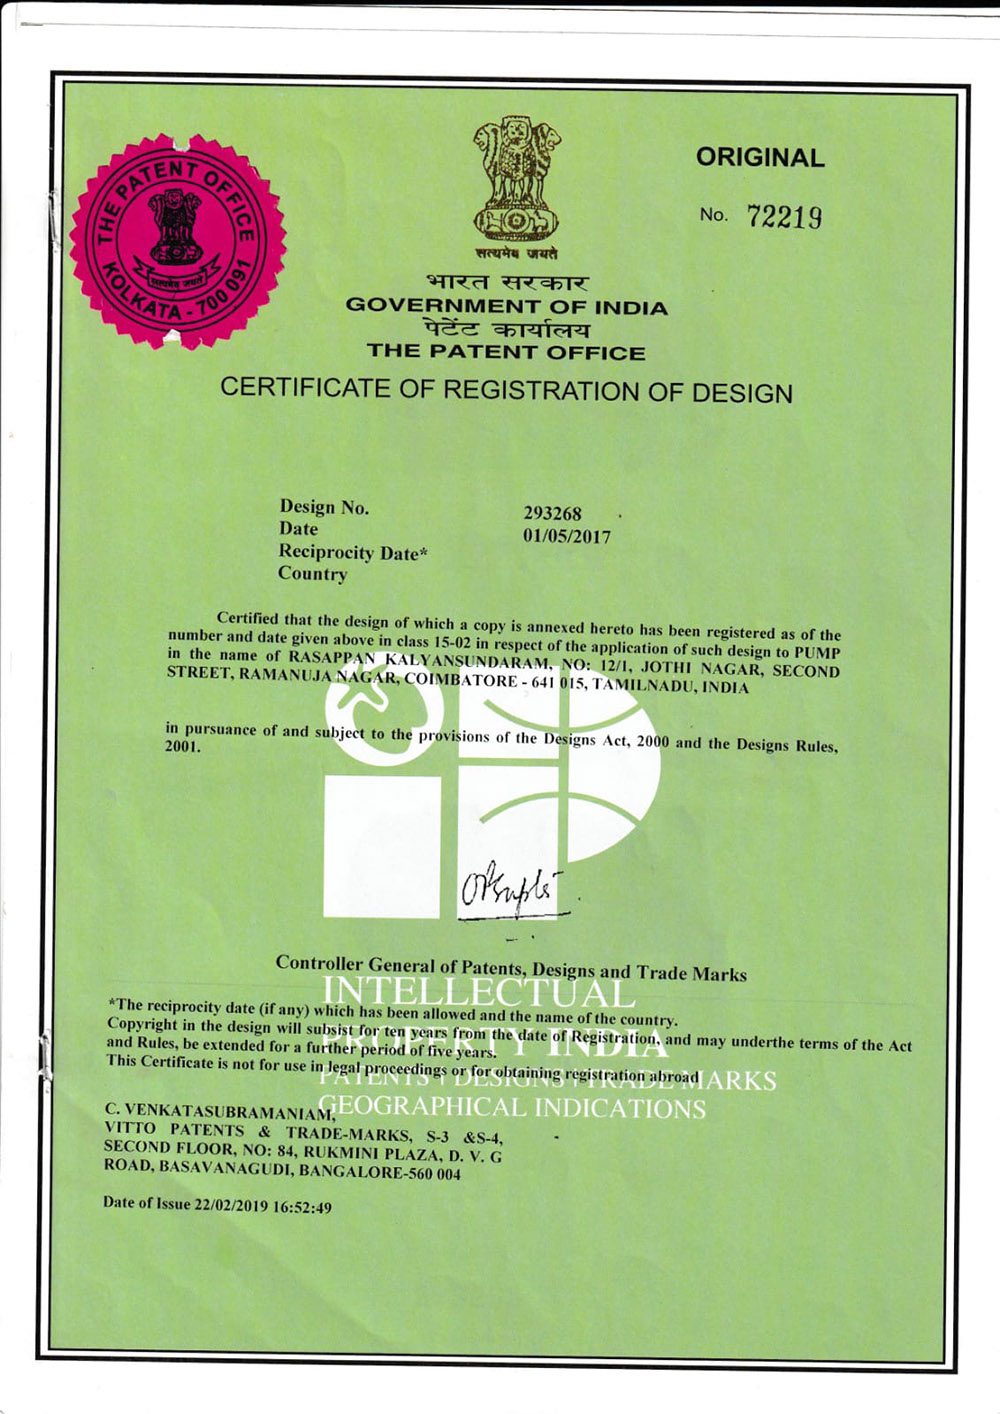 THE PATENT OFFICE
सत्यमेव जयते
KOLKATA - 700 091
ORIGINAL
No. 72219
सत्यमेव जयते
भारत सरकार
GOVERNMENT OF INDIA
पेटेंट कार्यालय
THE PATENT OFFICE
CERTIFICATE OF REGISTRATION OF DESIGN
Design No. 293268
Date 01/05/2017
Reciprocity Date*
Country
Certified that the design of which a copy is annexed hereto has been registered as of the
number and date given above in class 15-02 in respect of the application of such design to PUMP
in the name of RASAPPAN KALYANSUNDARAM, NO: 12/1, JOTHI NAGAR, SECOND
STREET, RAMANUJA NAGAR, COIMBATORE - 641 015, TAMILNADU, INDIA
in pursuance of and subject to the provisions of the Designs Act, 2000 and the Designs Rules,
2001.
Controller General of Patents, Designs and Trade Marks
INTELLECTUAL
*The reciprocity date (if any) which has been allowed and the name of the country.
Copyright in the design will subsist for ten years from the date of Registration, and may underthe terms of the Act
PROPERTY INDIA
and Rules, be extended for a further period of five years.
This Certificate is not for use in legal proceedings or for obtaining registration abroad
PATENTS | DESIGNS | TRADE MARKS
GEOGRAPHICAL INDICATIONS
C. VENKATASUBRAMANIAM,
VITTO PATENTS & TRADE-MARKS, S-3 &S-4,
SECOND FLOOR, NO: 84, RUKMINI PLAZA, D. V. G
ROAD, BASAVANAGUDI, BANGALORE-560 004
Date of Issue 22/02/2019 16:52:49